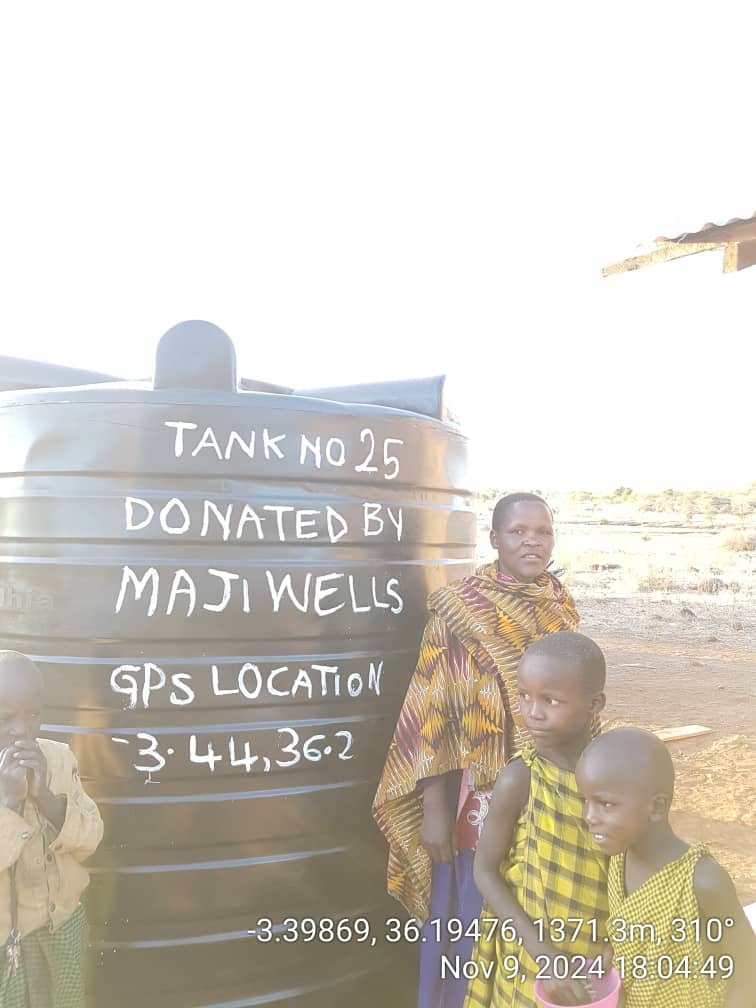 TANK NO 25
DONATED BY
MAJI WELLS
GPS LOCATION
-3.44,36.2
-3.39869, 36.19476, 1371.3m, 310°
Nov 9, 2024 18:04:49